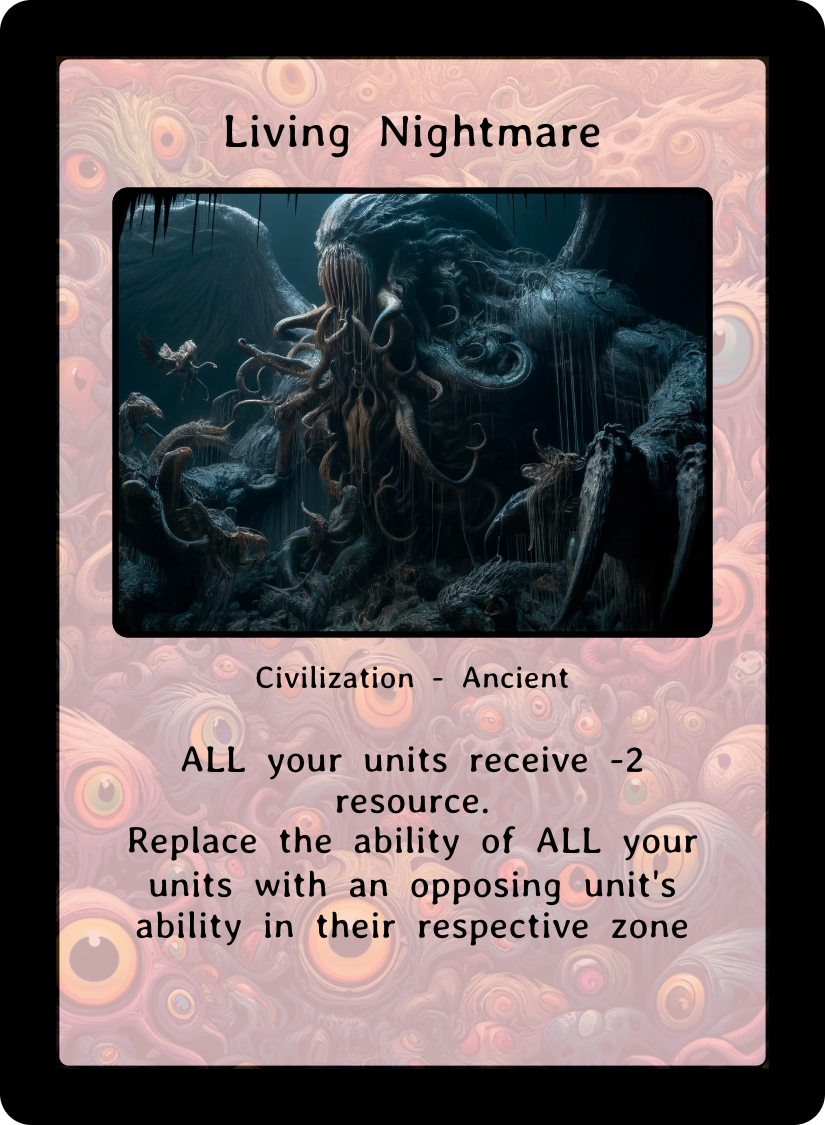 Living Nightmare
Civilization - Ancient
ALL your units receive -2
resource.
Replace the ability of ALL your
units with an opposing unit's
ability in their respective zone